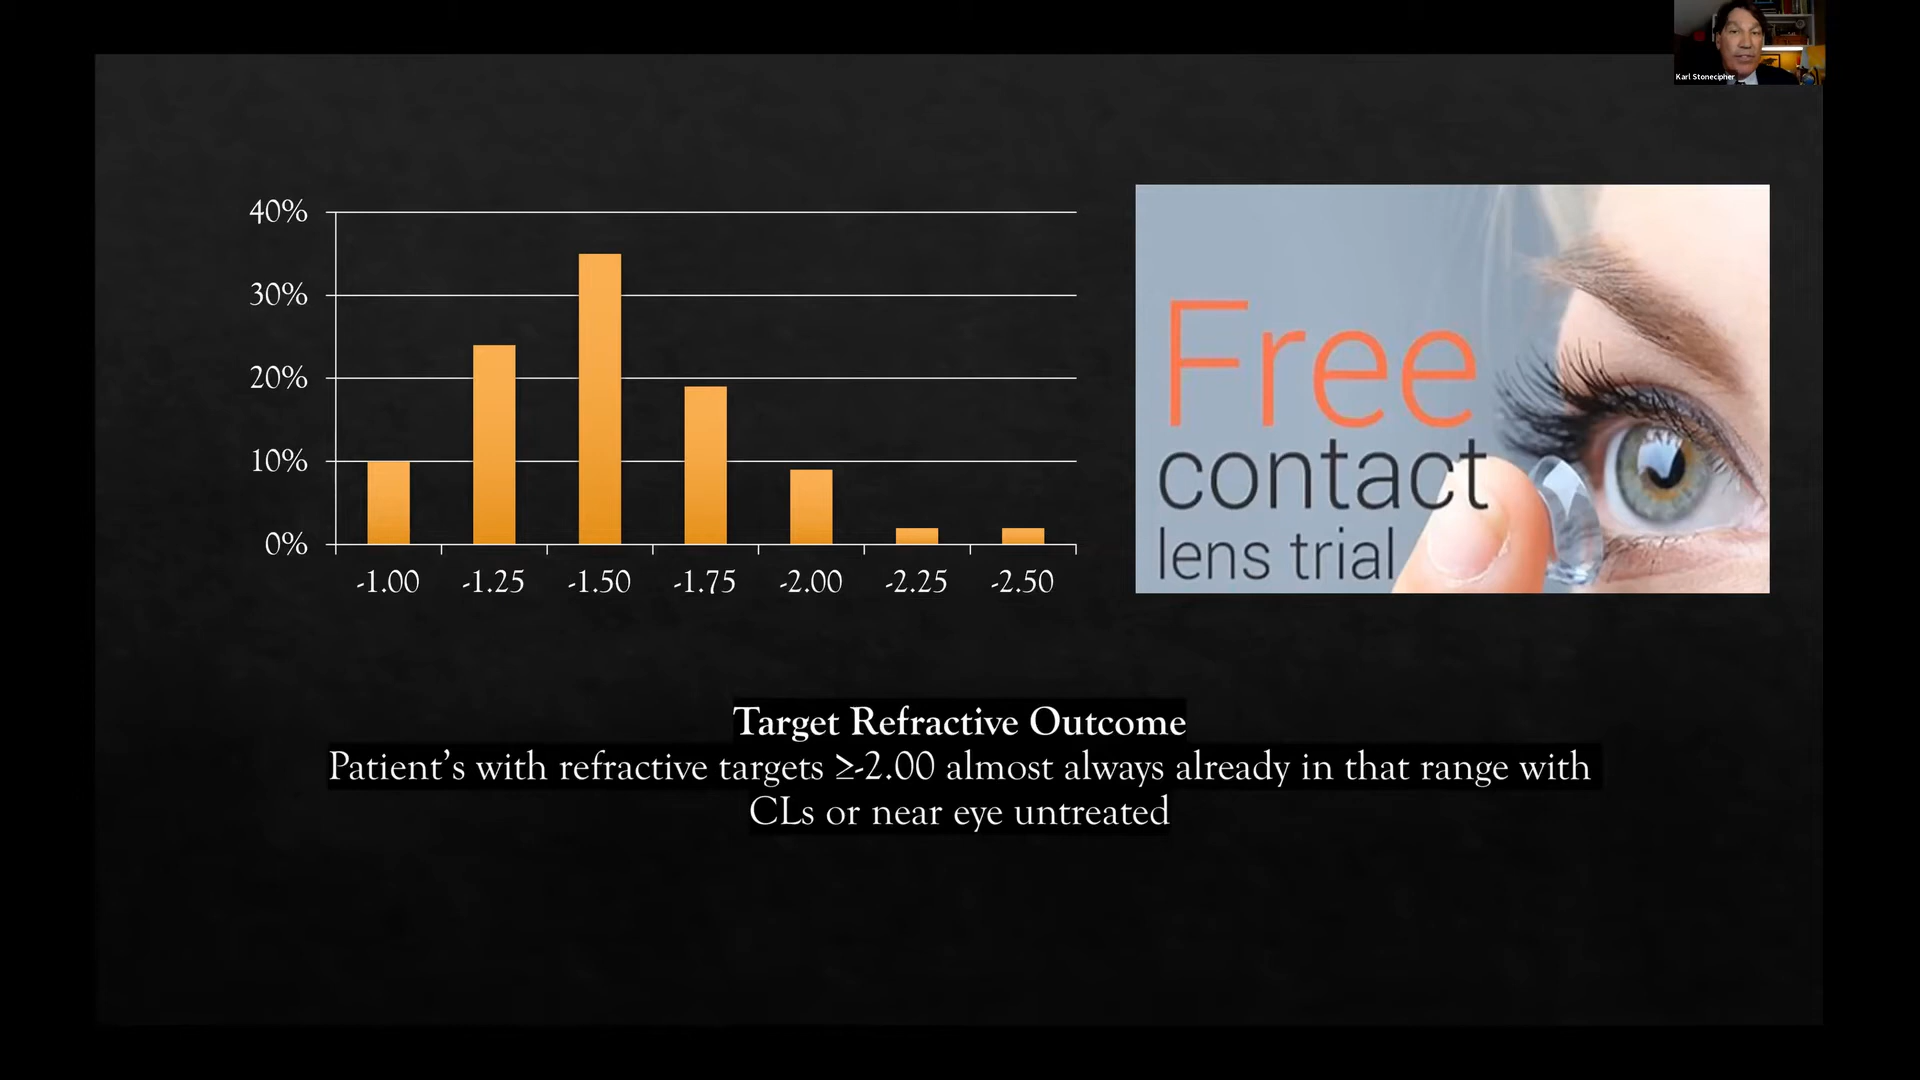 Karl Stonecipher
40%
30%
20%
10%
0%
-1.00 -1.25 -1.50 -1.75 -2.00 -2.25 -2.50
Free
contact
lens trial
Target Refractive Outcome
Patient's with refractive targets ≥-2.00 almost always already in that range with
CLs or near eye untreated